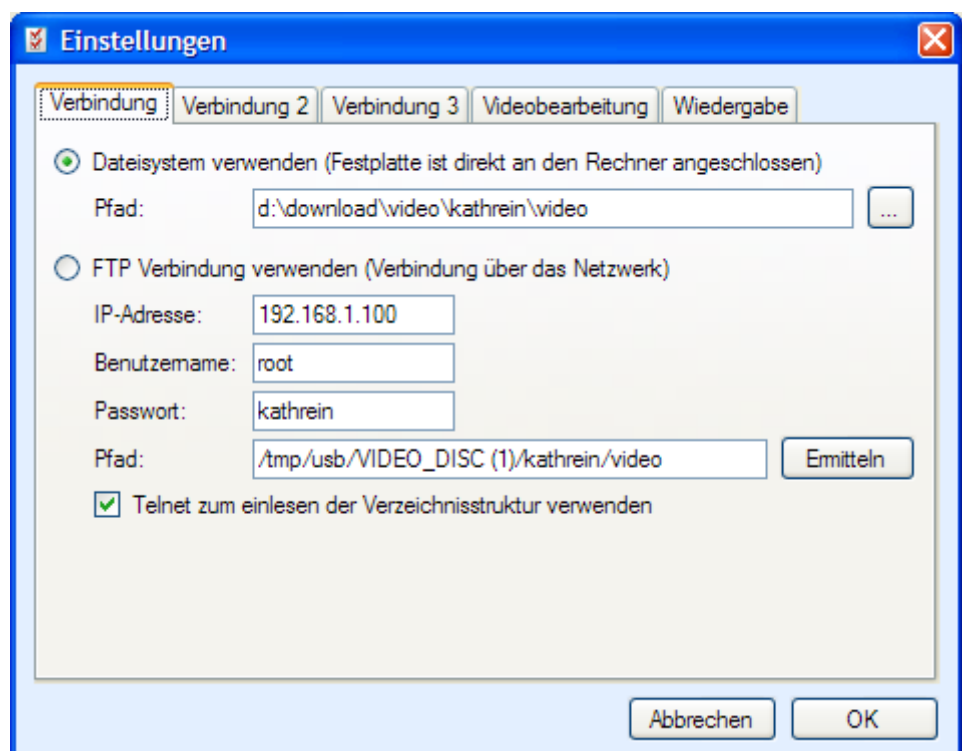 Einstellungen
Verbindung Verbindung 2 Verbindung 3 Videobearbeitung Wiedergabe
Dateisystem verwenden (Festplatte ist direkt an den Rechner angeschlossen)
Pfad: d:\download\video\kathrein\video ...
FTP Verbindung verwenden (Verbindung über das Netzwerk)
IP-Adresse: 192.168.1.100
Benutzername: root
Passwort: kathrein
Pfad: /tmp/usb/VIDEO_DISC (1)/kathrein/video Ermitteln
Telnet zum einlesen der Verzeichnisstruktur verwenden
Abbrechen OK